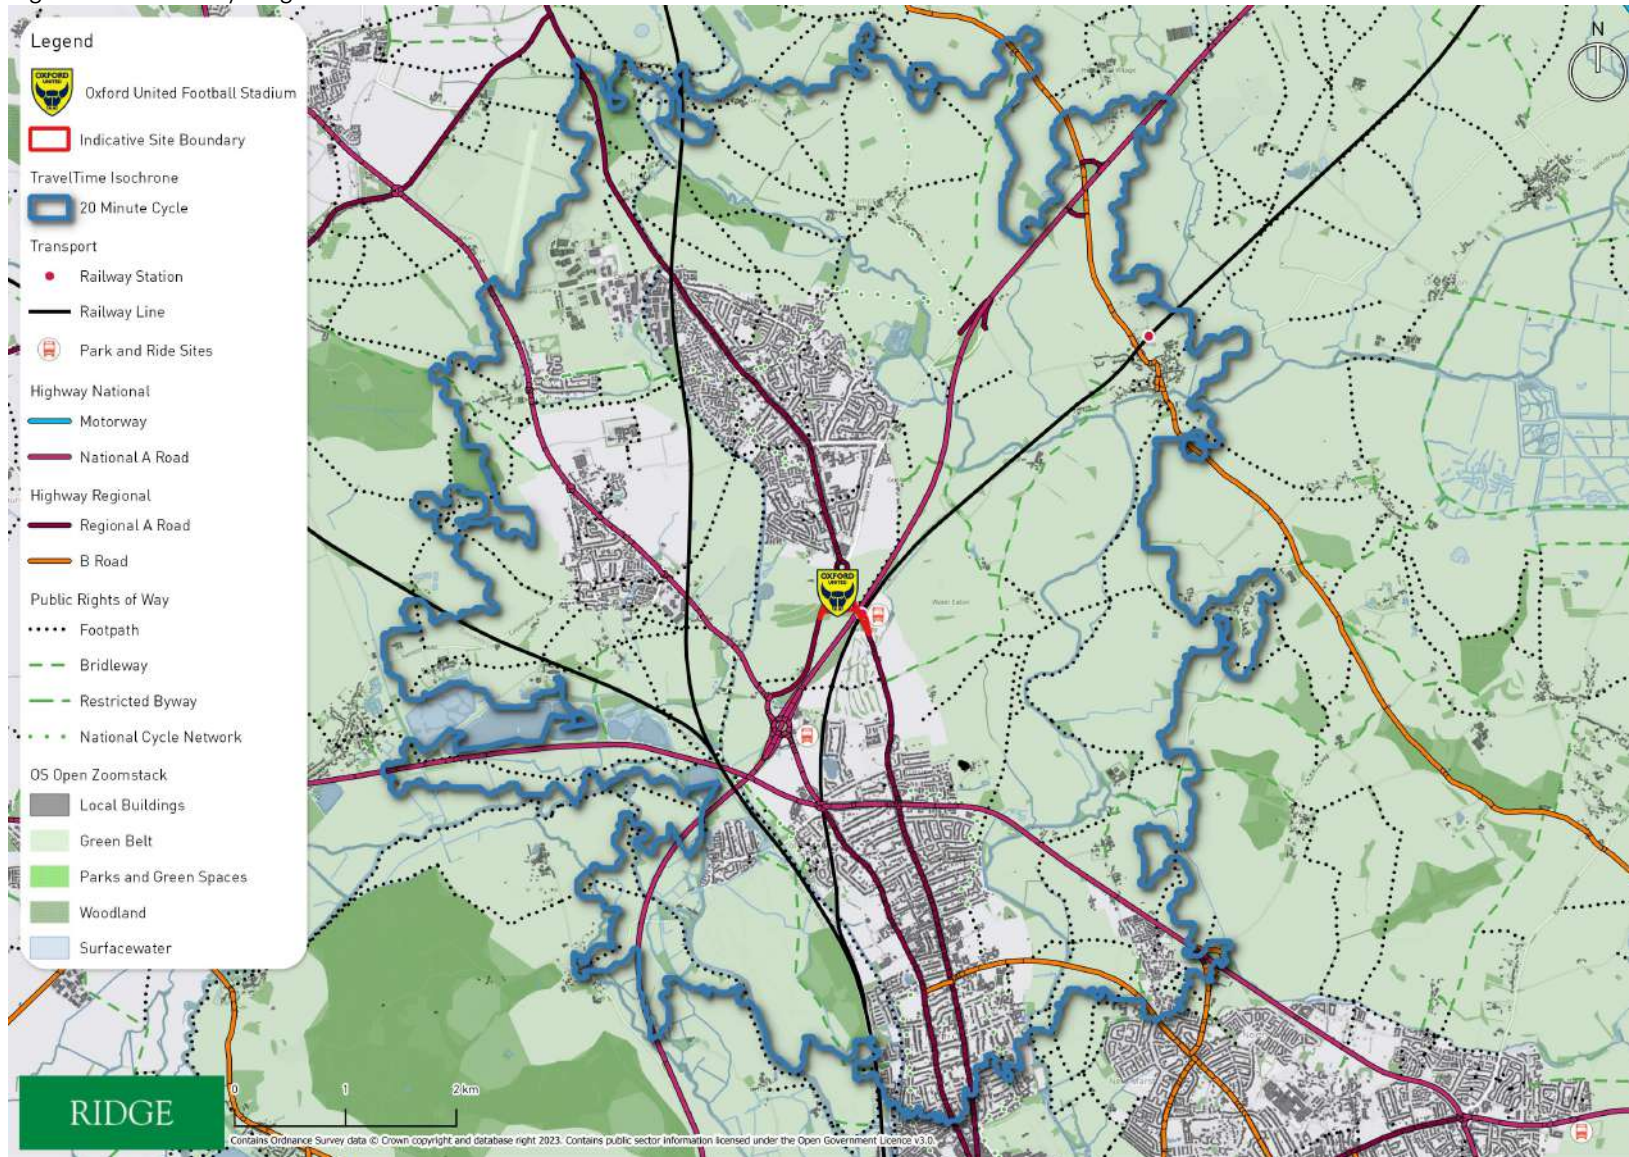 Legend
OXFORD
UNITED
Oxford United Football Stadium
Indicative Site Boundary
TravelTime Isochrone
20 Minute Cycle
Transport
Railway Station
Railway Line
Park and Ride Sites
Highway National
Motorway
National A Road
Highway Regional
Regional A Road
B Road
Public Rights of Way
Footpath
Bridleway
Restricted Byway
National Cycle Network
OS Open Zoomstack
Local Buildings
Green Belt
Parks and Green Spaces
Woodland
Surfacewater
N
OXFORD
UNITED
Water Eaton
RIDGE
0 1 2 km
Contains Ordnance Survey data © Crown copyright and database right 2023. Contains public sector information licensed under the Open Government Licence v3.0.